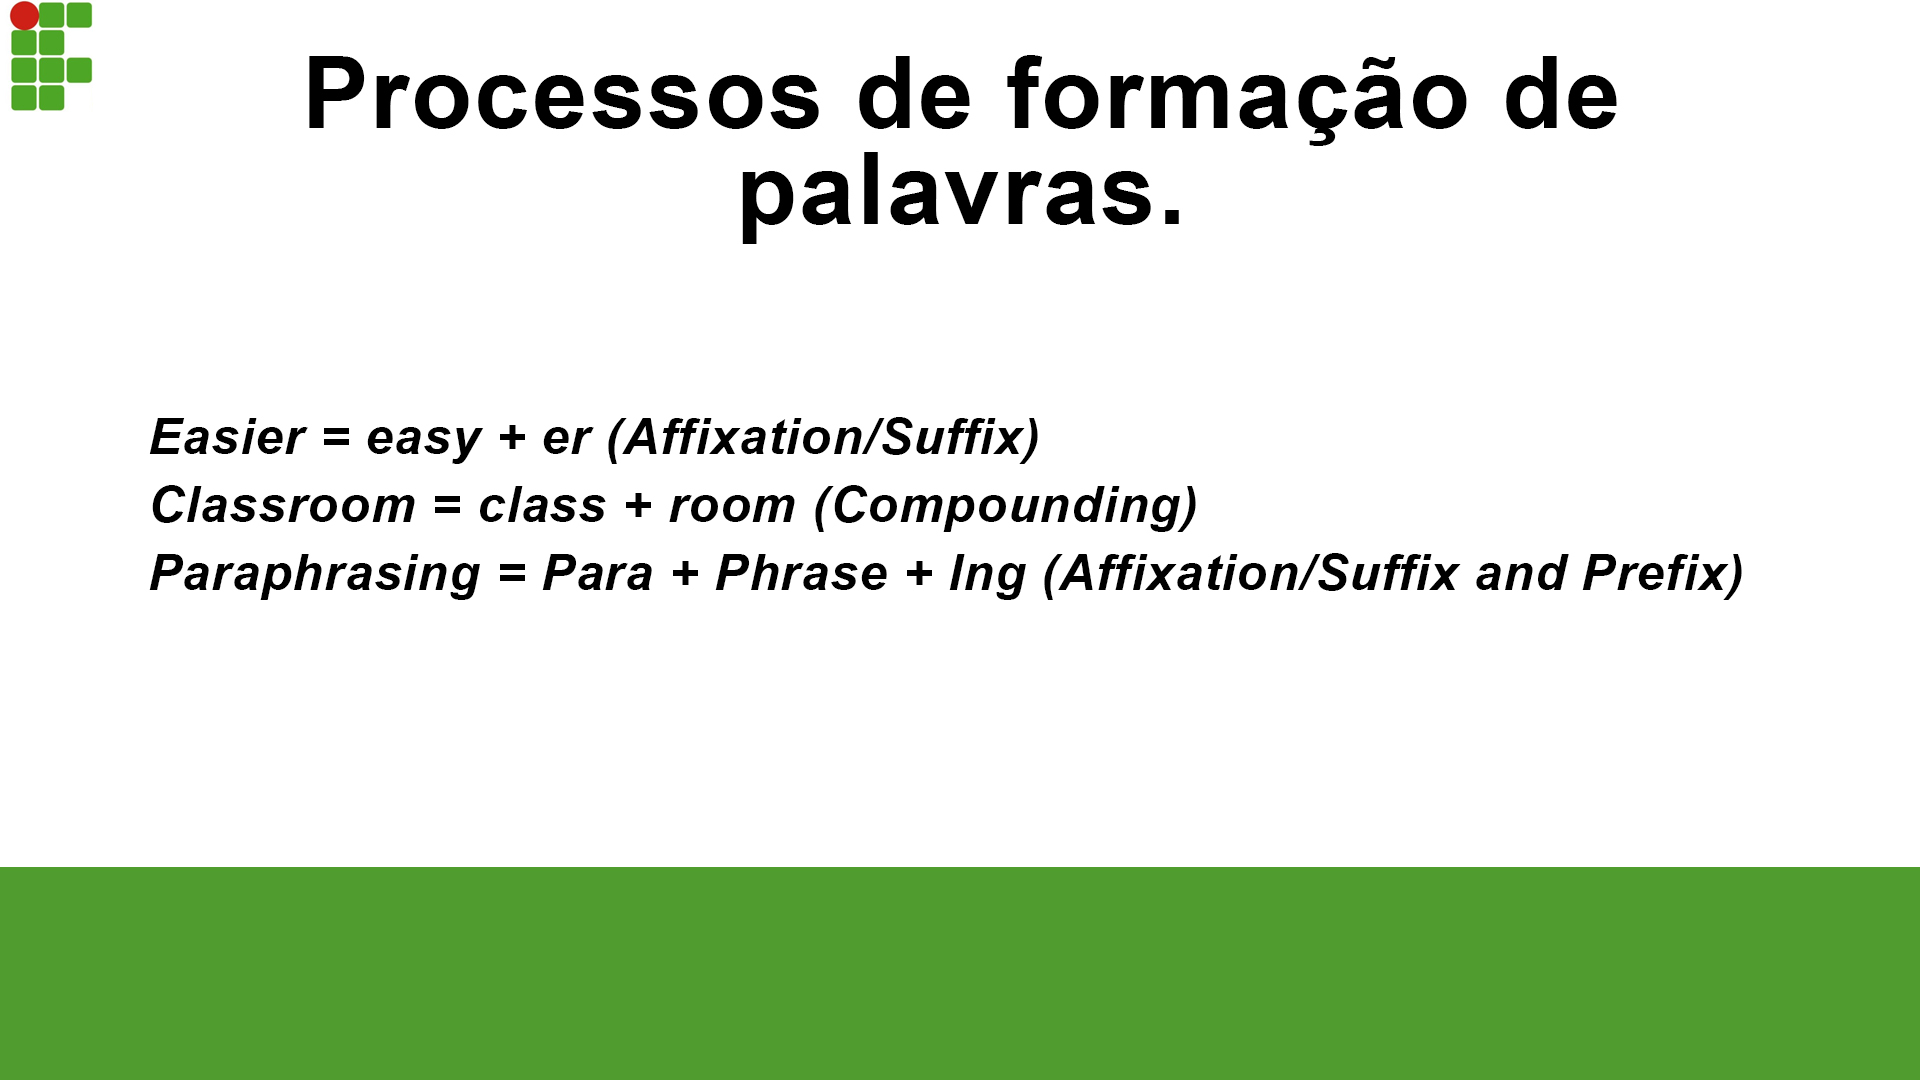 Processos de formação de
palavras.
Easier = easy + er (Affixation/Suffix)
Classroom = class + room (Compounding)
Paraphrasing = Para + Phrase + Ing (Affixation/Suffix and Prefix)